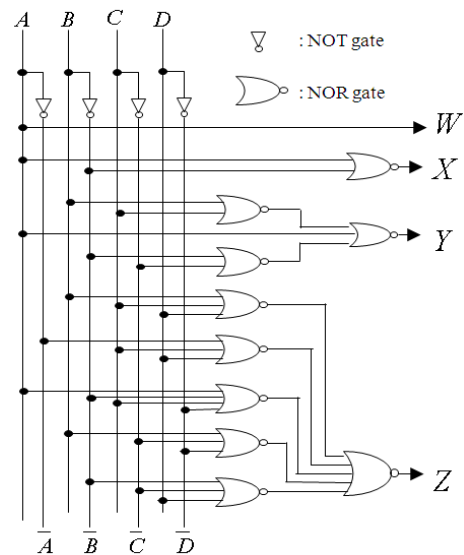 A B C D
: NOT gate
: NOR gate
W
X
Y
Z
A̅ B̅ C̅ D̅